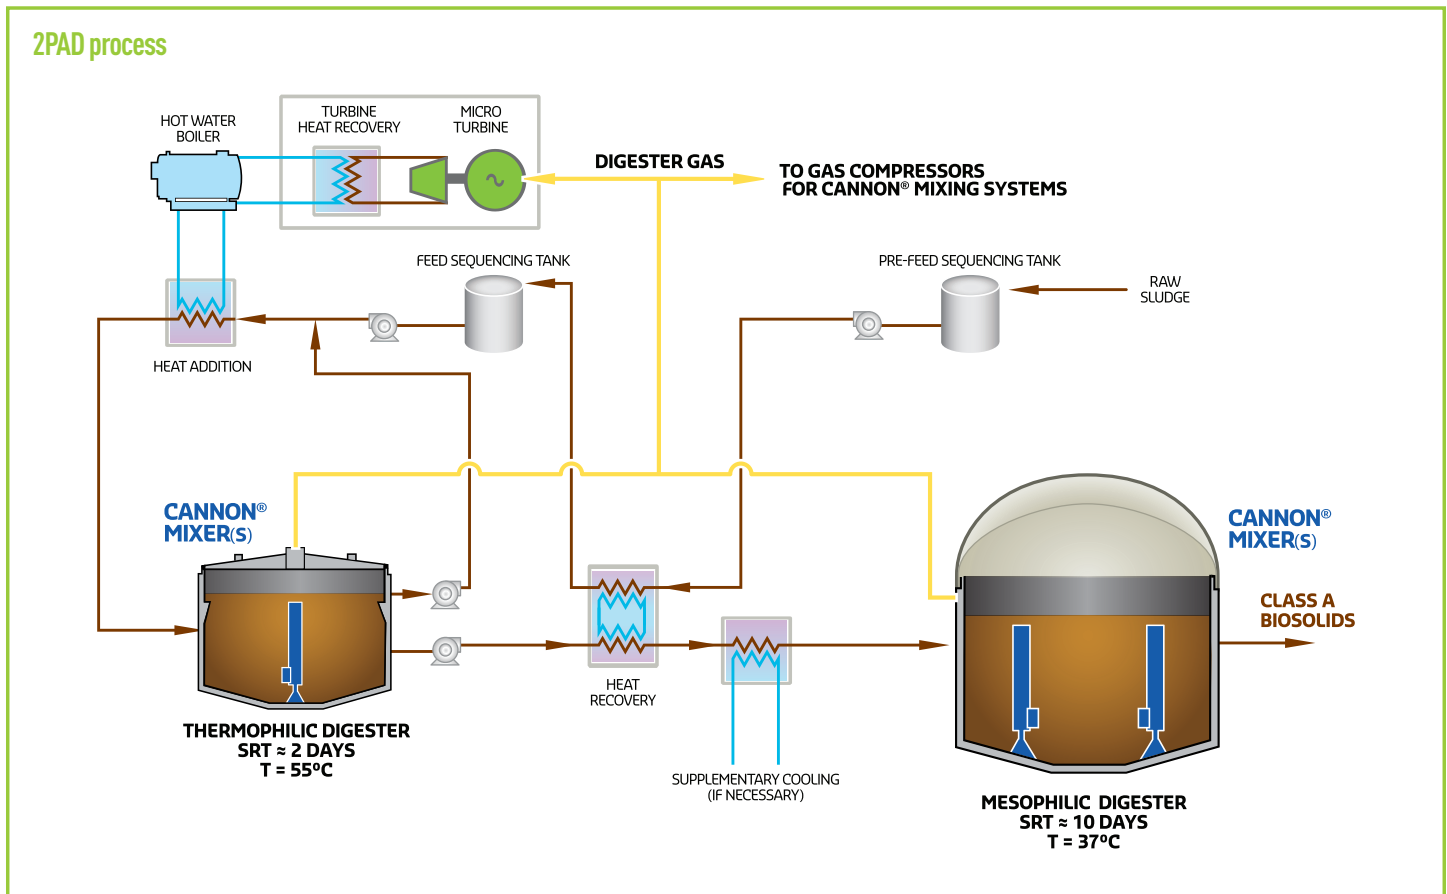 2PAD process
HOT WATER
BOILER
TURBINE
HEAT RECOVERY
MICRO
TURBINE
DIGESTER GAS
TO GAS COMPRESSORS
FOR CANNON® MIXING SYSTEMS
FEED SEQUENCING TANK
PRE-FEED SEQUENCING TANK
RAW
SLUDGE
HEAT ADDITION
CANNON®
MIXER(S)
CANNON®
MIXER(S)
CLASS A
BIOSOLIDS
HEAT
RECOVERY
THERMOPHILIC DIGESTER
SRT ≈ 2 DAYS
T = 55ºC
SUPPLEMENTARY COOLING
(IF NECESSARY)
MESOPHILIC DIGESTER
SRT ≈ 10 DAYS
T = 37ºC